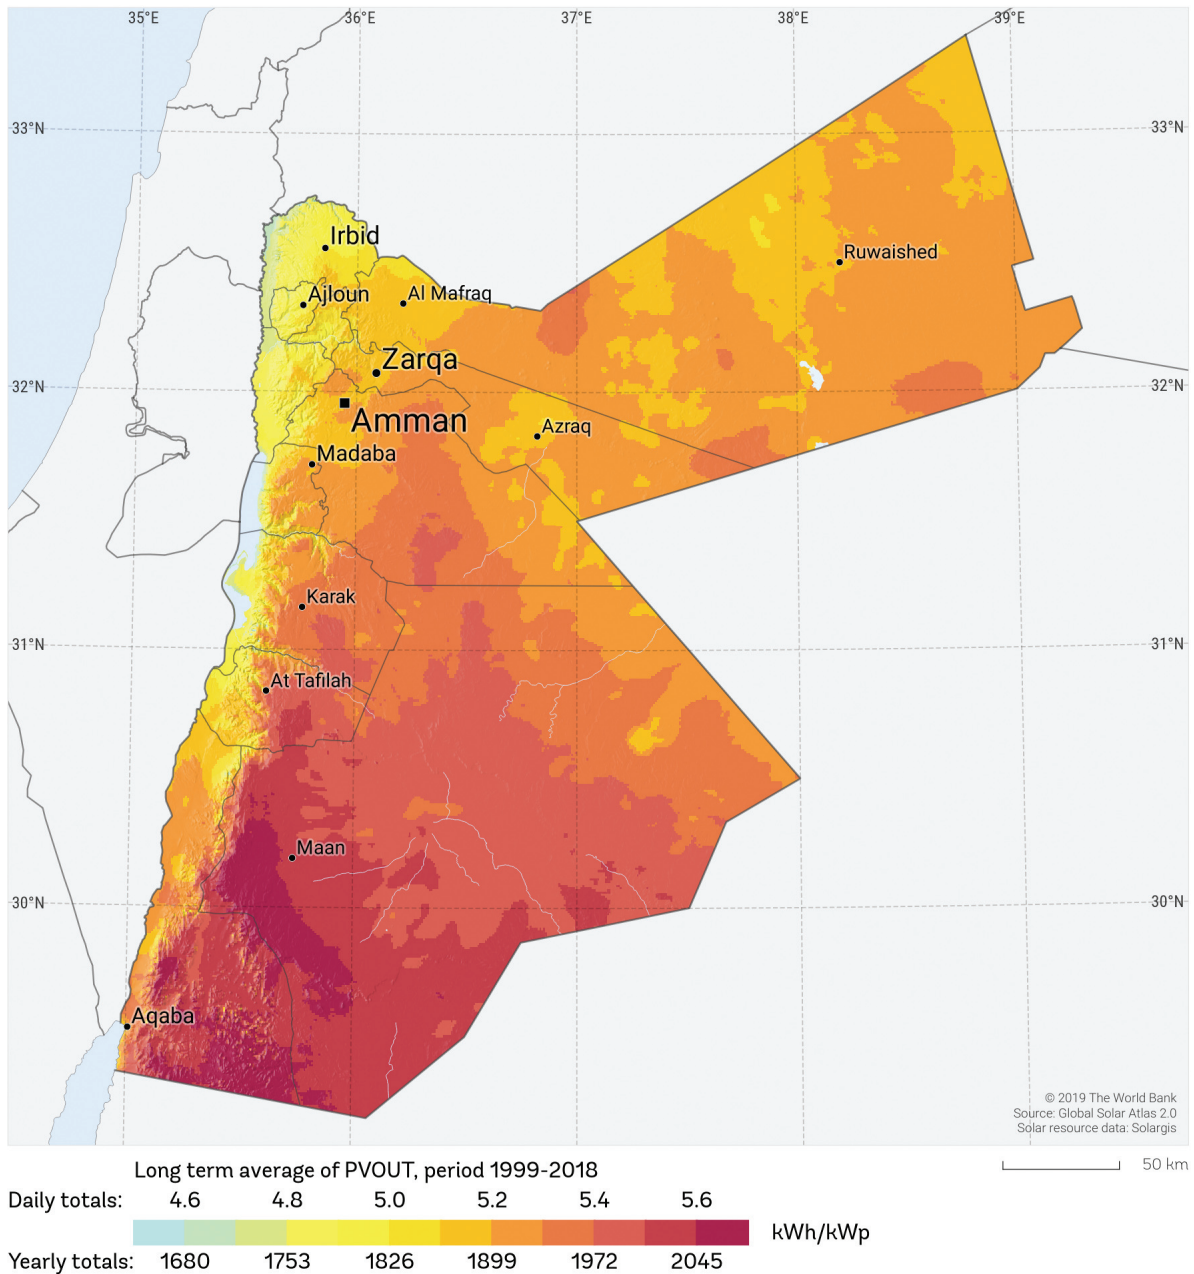 35°E 36°E 37°E 38°E 39°E
33°N 33°N
Irbid
Ruwaished
Ajloun
Al Mafraq
Zarqa
32°N 32°N
Amman
Azraq
Madaba
Karak
31°N 31°N
At Tafilah
Maan
30°N 30°N
Aqaba
© 2019 The World Bank
Source: Global Solar Atlas 2.0
Solar resource data: Solargis
50 km
Long term average of PVOUT, period 1999-2018
Daily totals: 4.6 4.8 5.0 5.2 5.4 5.6
kWh/kWp
Yearly totals: 1680 1753 1826 1899 1972 2045